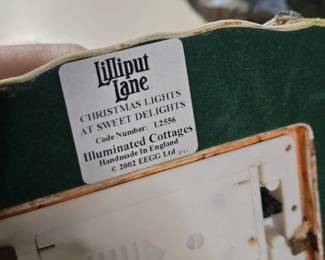 Lilliput
Lane
CHRISTMAS LIGHTS
AT SWEET DELIGHTS
Code Number: L2556
Illuminated Cottages
Handmade In England
© 2002 EEGG Ltd